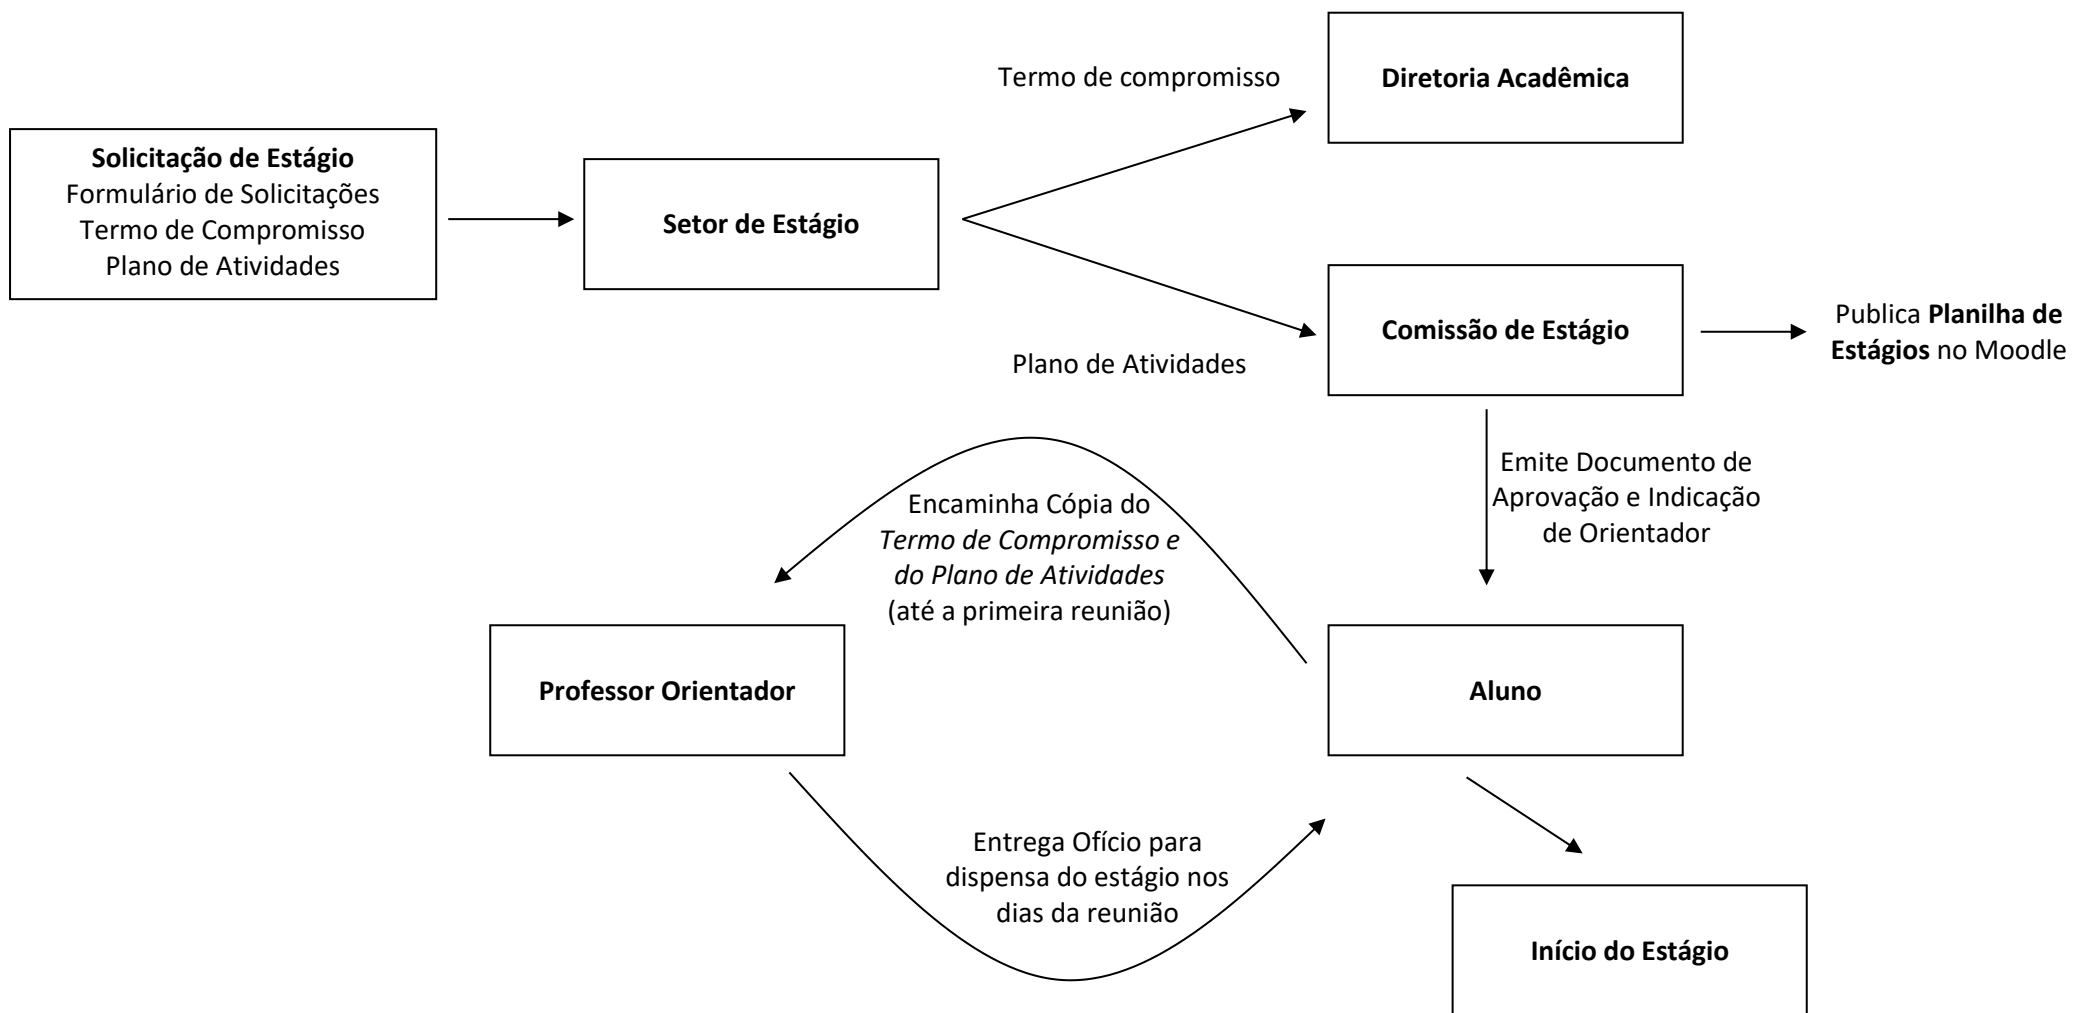 Termo de compromisso
Diretoria Acadêmica
Solicitação de Estágio
Formulário de Solicitações
Termo de Compromisso
Plano de Atividades
Setor de Estágio
Plano de Atividades
Comissão de Estágio
Publica Planilha de
Estágios no Moodle
Emite Documento de
Aprovação e Indicação
de Orientador
Encaminha Cópia do
Termo de Compromisso e
do Plano de Atividades
(até a primeira reunião)
Professor Orientador
Aluno
Entrega Ofício para
dispensa do estágio nos
dias da reunião
Início do Estágio